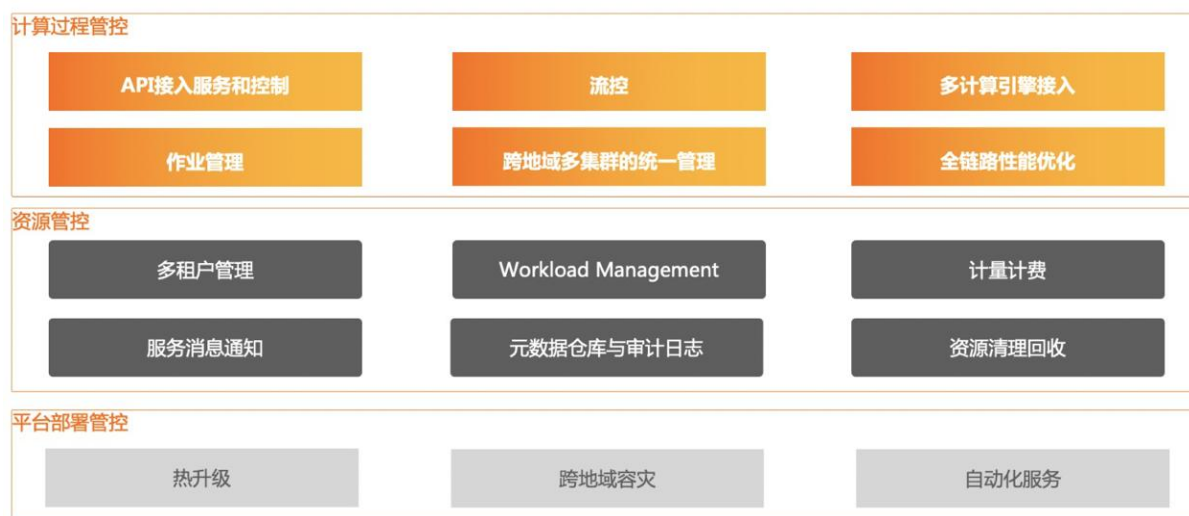 计算过程管控
API接入服务和控制
流控
多计算引擎接入
作业管理
跨地域多集群的统一管理
全链路性能优化
资源管控
多租户管理
Workload Management
计量计费
服务消息通知
元数据仓库与审计日志
资源清理回收
平台部署管控
热升级
跨地域容灾
自动化服务